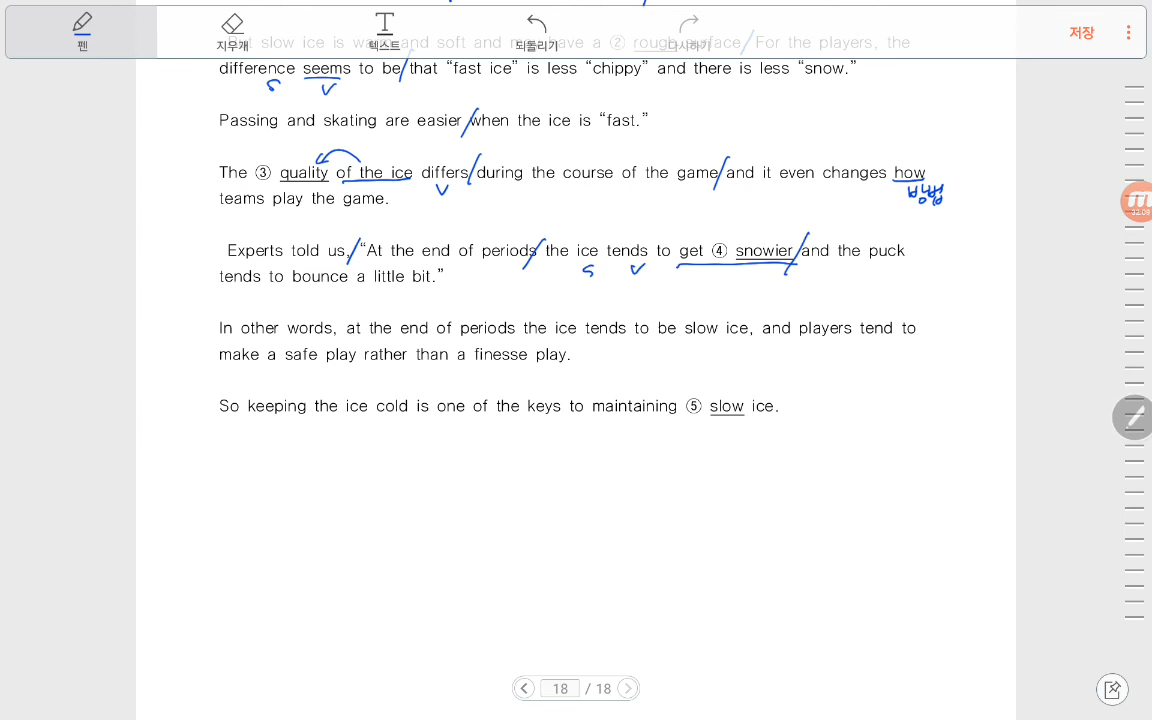 펜 지우개 텍스트 되돌리기 다시하기 저장
But slow ice is warm and soft and may have a ② rough surface. For the players, the
difference seems to be that “fast ice” is less “chippy” and there is less “snow.”
S V
Passing and skating are easier when the ice is “fast.”
The ③ quality of the ice differs during the course of the game and it even changes how
V 방법
teams play the game.
Experts told us, “At the end of periods the ice tends to get ④ snowier and the puck
S V
tends to bounce a little bit.”
In other words, at the end of periods the ice tends to be slow ice, and players tend to
make a safe play rather than a finesse play.
So keeping the ice cold is one of the keys to maintaining ⑤ slow ice.
18 / 18